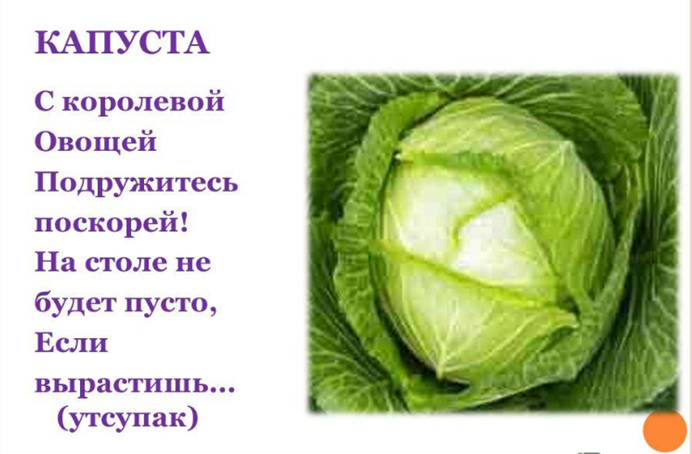 КАПУСТА
С королевой
Овощей
Подружитесь
поскорей!
На столе не
будет пусто,
Если
вырастишь...
(утсупак)